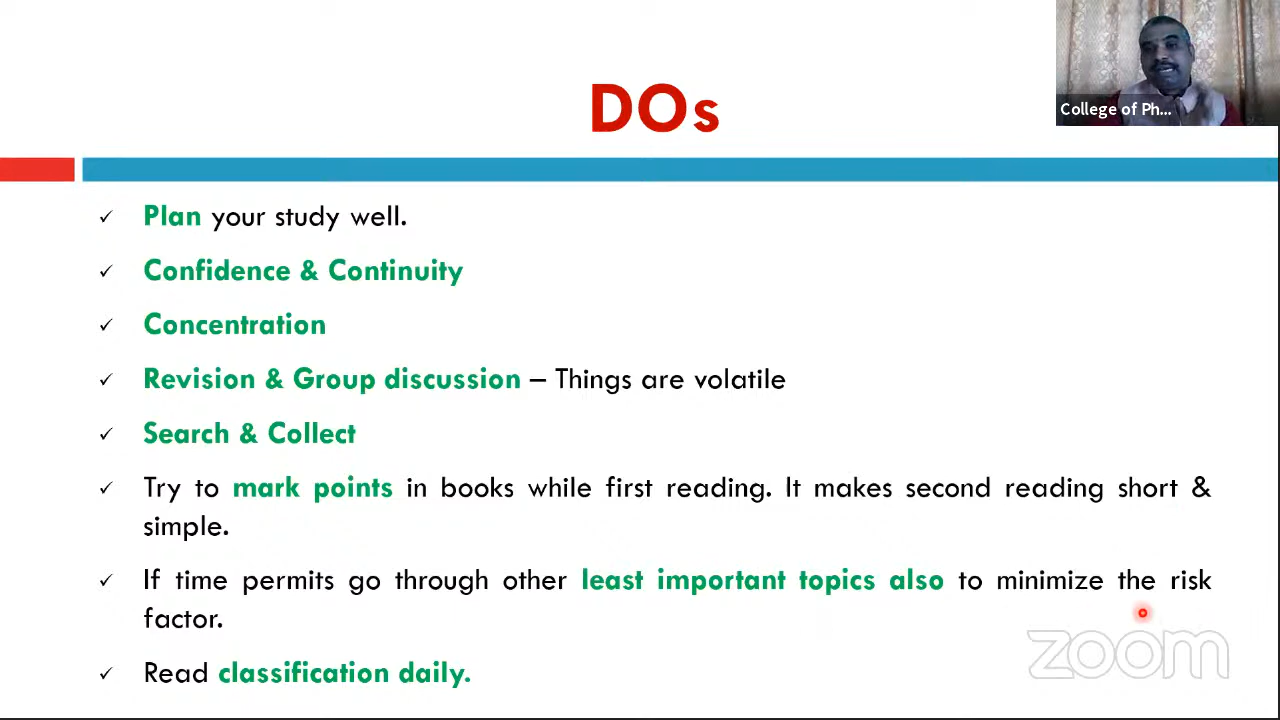 College of Ph...
DOs
✓ Plan your study well.
✓ Confidence & Continuity
✓ Concentration
✓ Revision & Group discussion – Things are volatile
✓ Search & Collect
✓ Try to mark points in books while first reading. It makes second reading short &
simple.
✓ If time permits go through other least important topics also to minimize the risk
factor.
✓ Read classification daily.
zoom